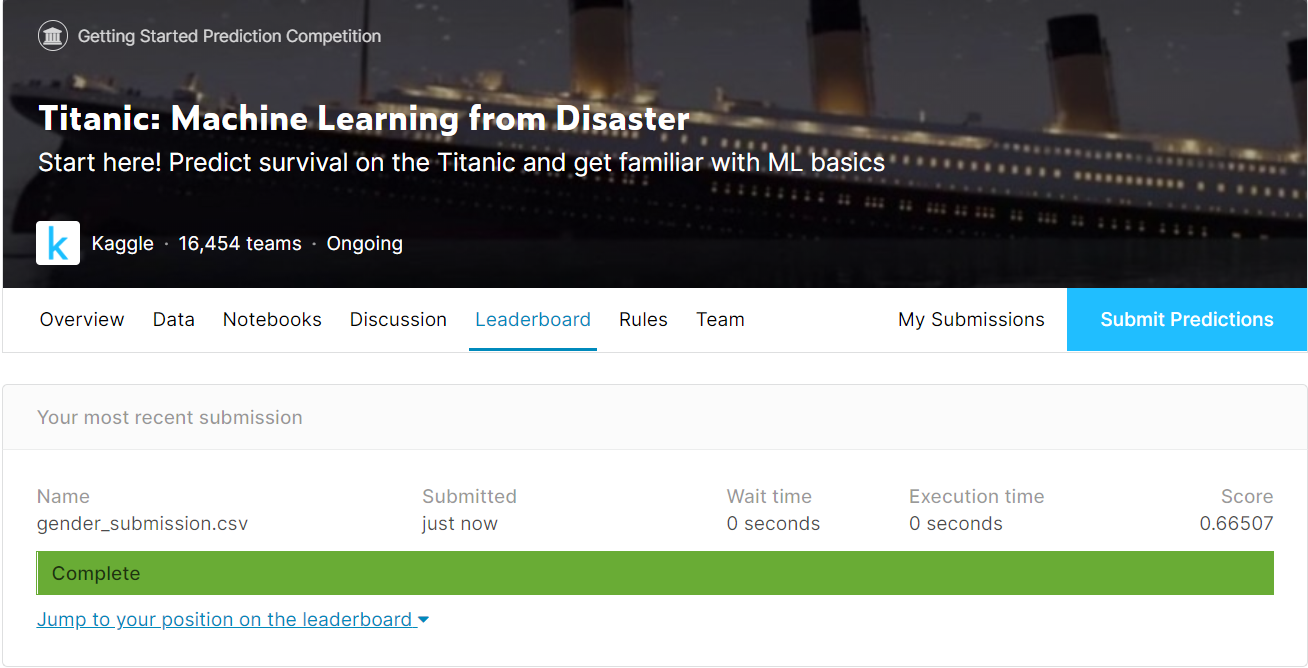 Getting Started Prediction Competition
Titanic: Machine Learning from Disaster
Start here! Predict survival on the Titanic and get familiar with ML basics
k Kaggle · 16,454 teams · Ongoing
Overview Data Notebooks Discussion Leaderboard Rules Team My Submissions Submit Predictions
Your most recent submission
Name Submitted Wait time Execution time Score
gender_submission.csv just now 0 seconds 0 seconds 0.66507
Complete
Jump to your position on the leaderboard